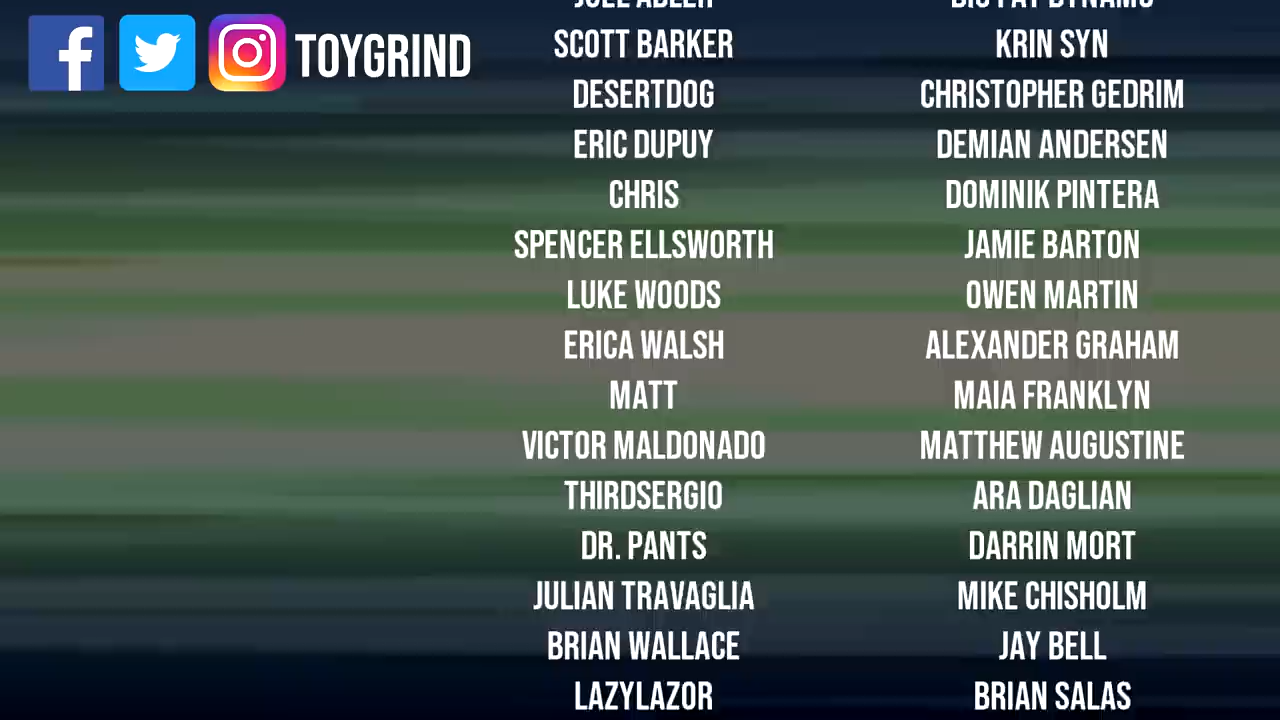 TOYGRIND
SCOTT BARKER
DESERTDOG
ERIC DUPUY
CHRIS
SPENCER ELLSWORTH
LUKE WOODS
ERICA WALSH
MATT
VICTOR MALDONADO
THIRDSERGIO
DR. PANTS
JULIAN TRAVAGLIA
BRIAN WALLACE
LAZYLAZOR
KRIN SYN
CHRISTOPHER GEDRIM
DEMIAN ANDERSEN
DOMINIK PINTERA
JAMIE BARTON
OWEN MARTIN
ALEXANDER GRAHAM
MAIA FRANKLYN
MATTHEW AUGUSTINE
ARA DAGLIAN
DARRIN MORT
MIKE CHISHOLM
JAY BELL
BRIAN SALAS